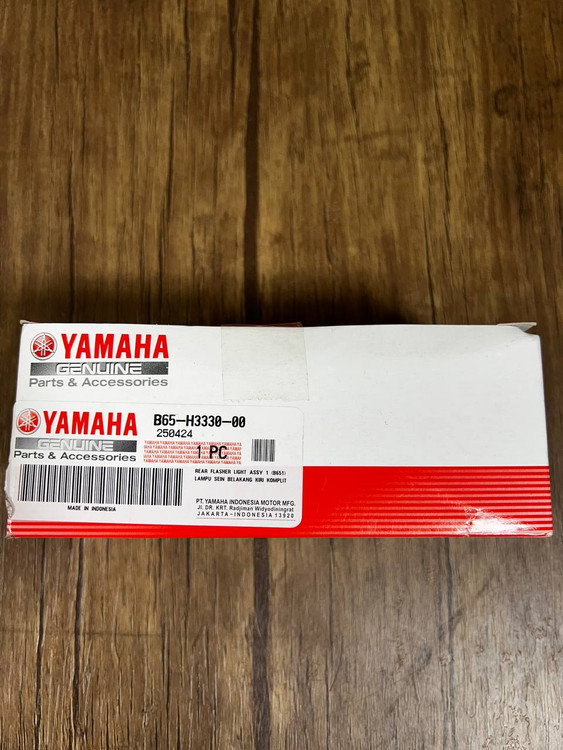 YAMAHA
GENUINE
Parts & Accessories
YAMAHA
GENUINE
Parts & Accessories
MADE IN INDONESIA
B65-H3330-00
250424
1 PC
REAR FLASHER LIGHT ASSY 1 (B651)
LAMPU SEIN BELAKANG KIRI KOMPLIT
PT. YAMAHA INDONESIA MOTOR MFG.
JL. DR. KRT. Radjiman Widyodiningrat
JAKARTA-INDONESIA 13920